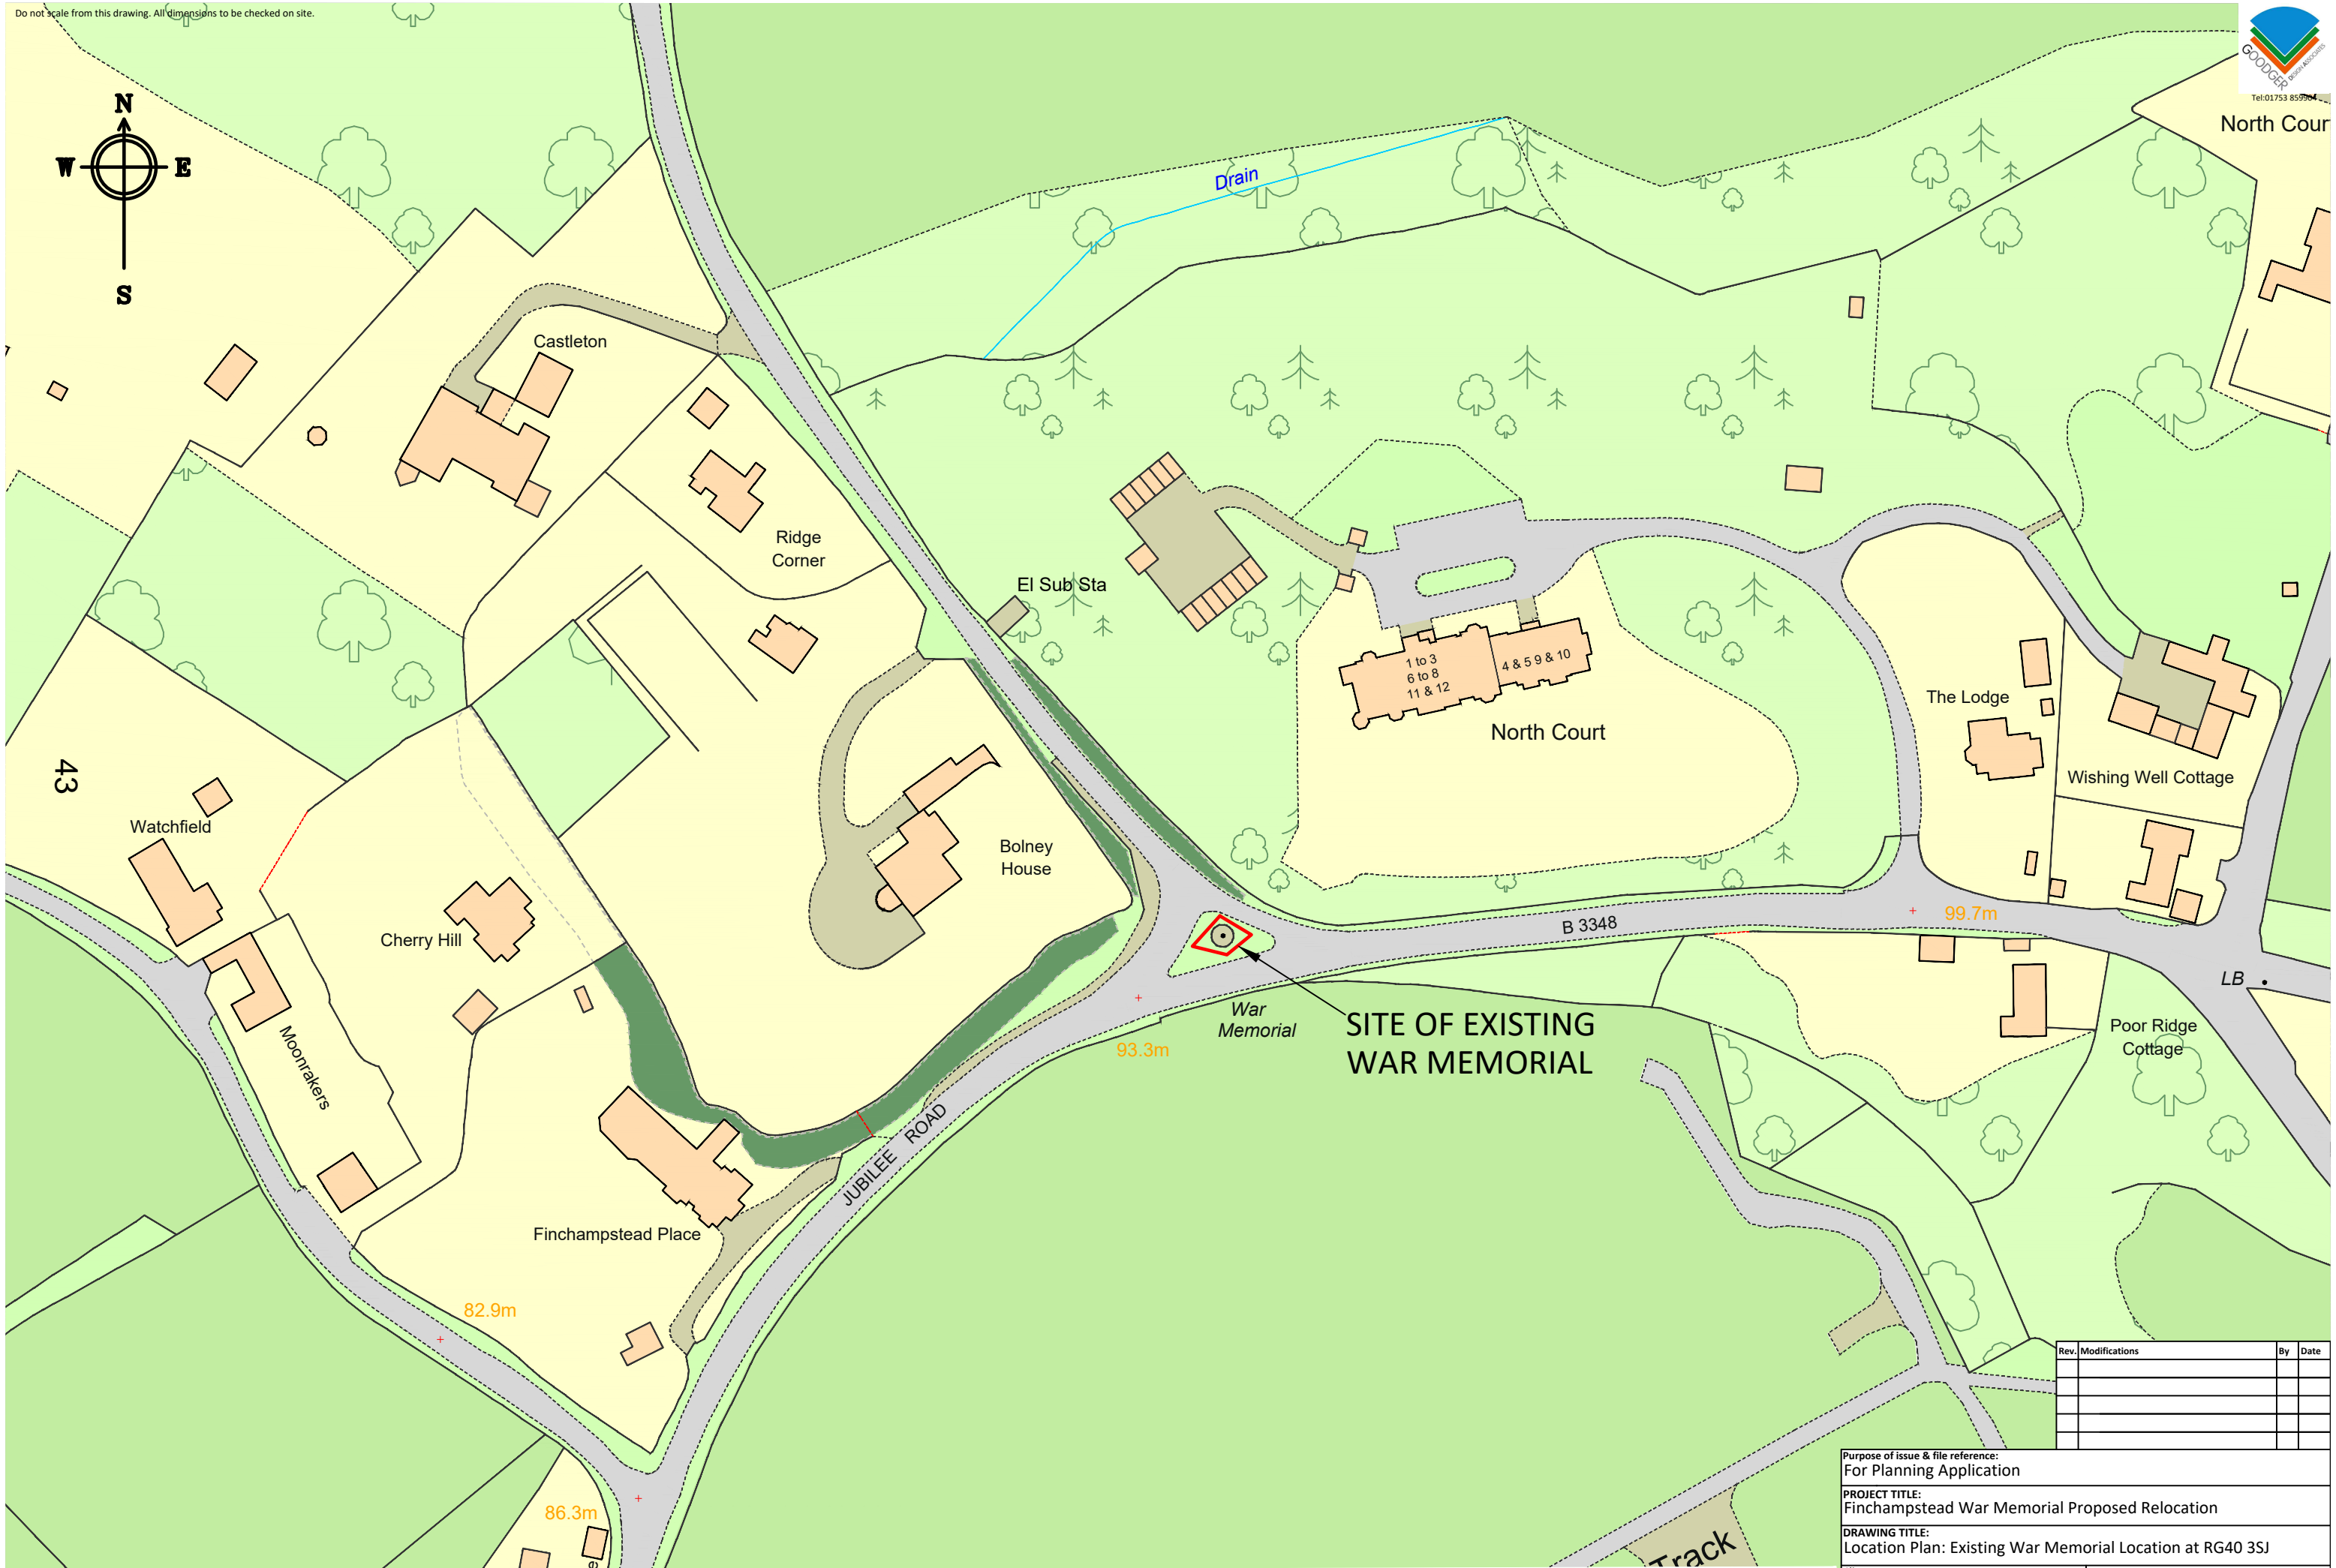 Do not scale from this drawing. All dimensions to be checked on site.
GOODGER DESIGN ASSOCIATES
N
W E
S
North Cour
Drain
Castleton
Ridge
Corner
El Sub Sta
1 to 3
6 to 8
11 & 12
4 & 5 9 & 10
North Court
The Lodge
Wishing Well Cottage
43
Watchfield
Bolney
House
Cherry Hill
B 3348
99.7m
LB
War
Memorial
SITE OF EXISTING
WAR MEMORIAL
93.3m
Poor Ridge
Cottage
Moonrakers
JUBILEE ROAD
Finchampstead Place
82.9m
86.3m
Track
Rev. Modifications By Date
Purpose of issue & file reference:
For Planning Application
PROJECT TITLE:
Finchampstead War Memorial Proposed Relocation
DRAWING TITLE:
Location Plan: Existing War Memorial Location at RG40 3SJ